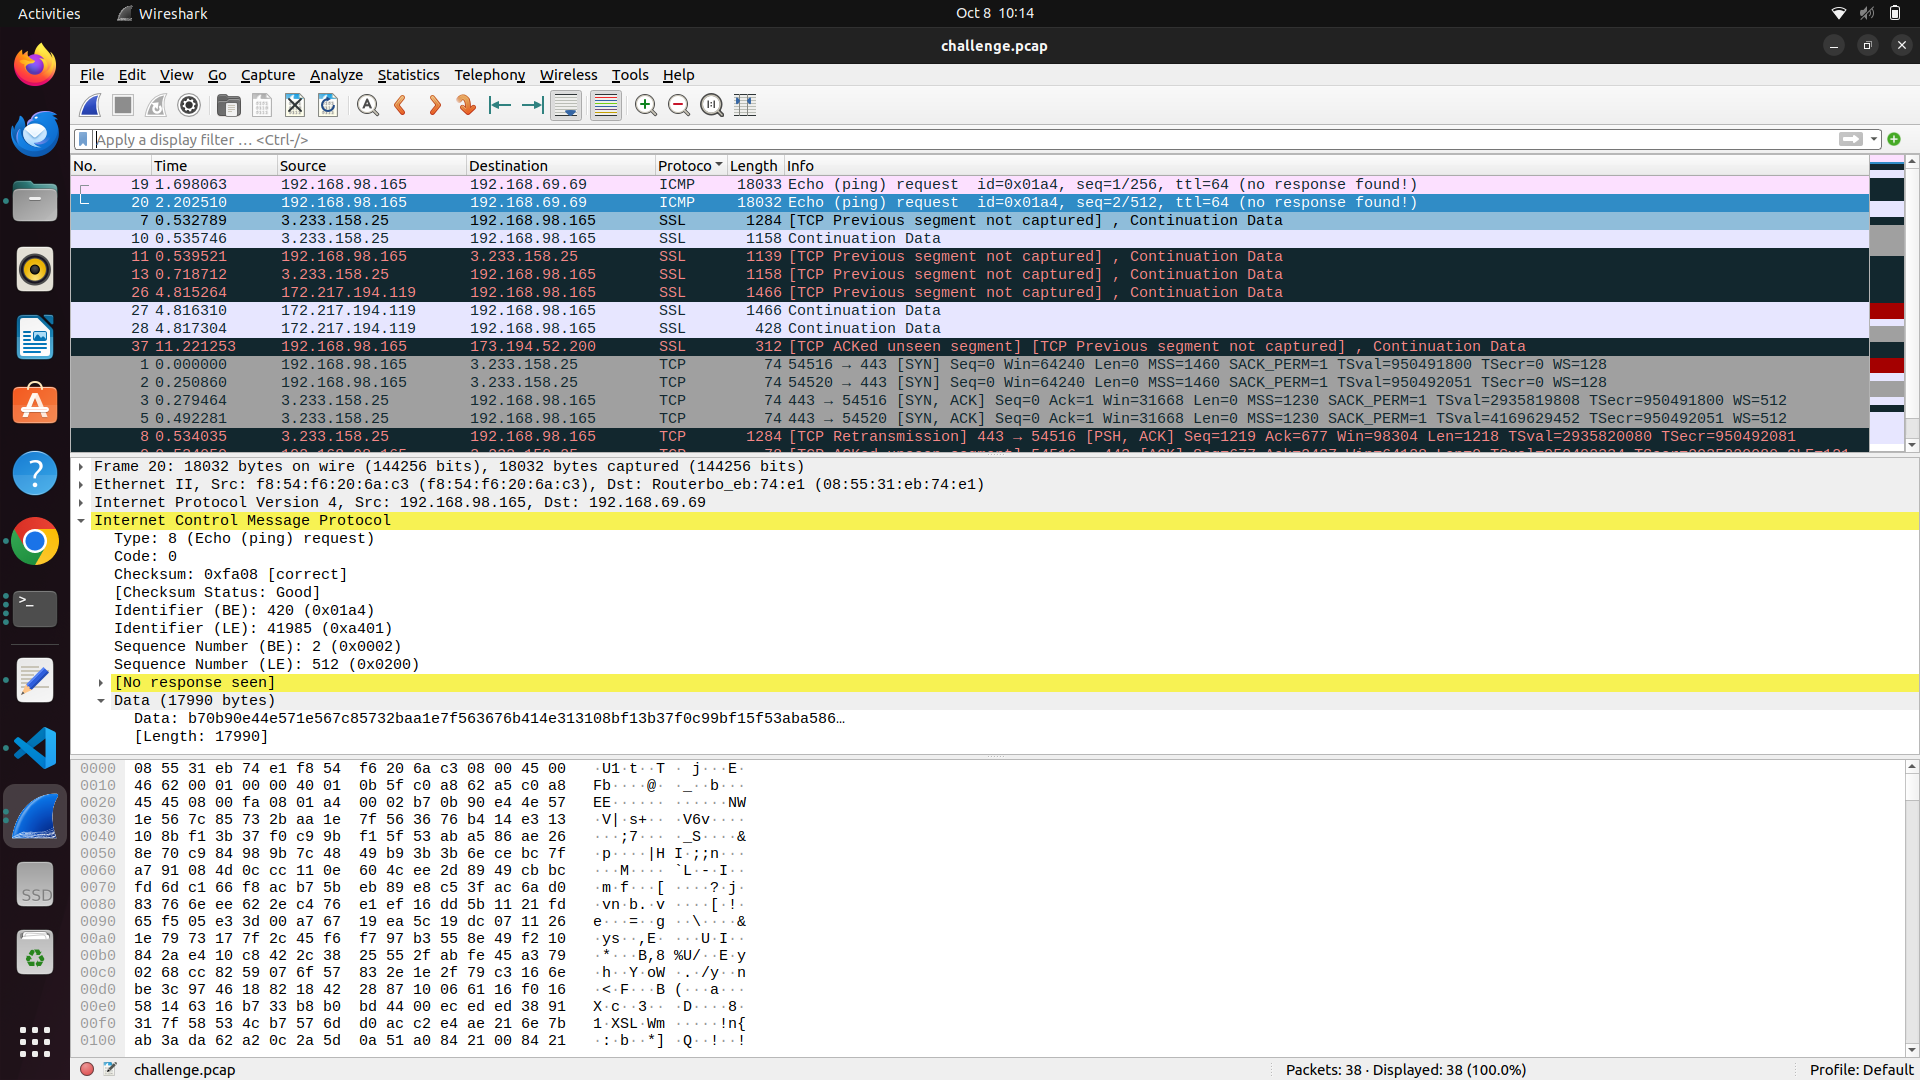 Activities
Wireshark
Oct 8 10:14
challenge.pcap
File Edit View Go Capture Analyze Statistics Telephony Wireless Tools Help
Apply a display filter … <Ctrl-/>
No. Time Source Destination Protoco Length Info
19 1.698063 192.168.98.165 192.168.69.69 ICMP 18033 Echo (ping) request id=0x01a4, seq=1/256, ttl=64 (no response found!)
20 2.202510 192.168.98.165 192.168.69.69 ICMP 18032 Echo (ping) request id=0x01a4, seq=2/512, ttl=64 (no response found!)
7 0.532789 3.233.158.25 192.168.98.165 SSL 1284 [TCP Previous segment not captured] , Continuation Data
10 0.535746 3.233.158.25 192.168.98.165 SSL 1158 Continuation Data
11 0.539521 192.168.98.165 3.233.158.25 SSL 1139 [TCP Previous segment not captured] , Continuation Data
13 0.718712 3.233.158.25 192.168.98.165 SSL 1158 [TCP Previous segment not captured] , Continuation Data
26 4.815264 172.217.194.119 192.168.98.165 SSL 1466 [TCP Previous segment not captured] , Continuation Data
27 4.816310 172.217.194.119 192.168.98.165 SSL 1466 Continuation Data
28 4.817304 172.217.194.119 192.168.98.165 SSL 428 Continuation Data
37 11.221253 192.168.98.165 173.194.52.200 SSL 312 [TCP ACKed unseen segment] [TCP Previous segment not captured] , Continuation Data
1 0.000000 192.168.98.165 3.233.158.25 TCP 74 54516 → 443 [SYN] Seq=0 Win=64240 Len=0 MSS=1460 SACK_PERM=1 TSval=950491800 TSecr=0 WS=128
2 0.250860 192.168.98.165 3.233.158.25 TCP 74 54520 → 443 [SYN] Seq=0 Win=64240 Len=0 MSS=1460 SACK_PERM=1 TSval=950492051 TSecr=0 WS=128
3 0.279464 3.233.158.25 192.168.98.165 TCP 74 443 → 54516 [SYN, ACK] Seq=0 Ack=1 Win=31668 Len=0 MSS=1230 SACK_PERM=1 TSval=2935819808 TSecr=950491800 WS=512
5 0.492281 3.233.158.25 192.168.98.165 TCP 74 443 → 54520 [SYN, ACK] Seq=0 Ack=1 Win=31668 Len=0 MSS=1230 SACK_PERM=1 TSval=4169629452 TSecr=950492051 WS=512
8 0.534035 3.233.158.25 192.168.98.165 TCP 1284 [TCP Retransmission] 443 → 54516 [PSH, ACK] Seq=1219 Ack=677 Win=98304 Len=1218 TSval=2935820080 TSecr=950492081
Frame 20: 18032 bytes on wire (144256 bits), 18032 bytes captured (144256 bits)
Ethernet II, Src: f8:54:f6:20:6a:c3 (f8:54:f6:20:6a:c3), Dst: Routerbo_eb:74:e1 (08:55:31:eb:74:e1)
Internet Protocol Version 4, Src: 192.168.98.165, Dst: 192.168.69.69
Internet Control Message Protocol
Type: 8 (Echo (ping) request)
Code: 0
Checksum: 0xfa08 [correct]
[Checksum Status: Good]
Identifier (BE): 420 (0x01a4)
Identifier (LE): 41985 (0xa401)
Sequence Number (BE): 2 (0x0002)
Sequence Number (LE): 512 (0x0200)
[No response seen]
Data (17990 bytes)
Data: b70b90e44e571e567c85732baa1e7f563676b414e313108bf13b37f0c99bf15f53aba586…
[Length: 17990]
0000 08 55 31 eb 74 e1 f8 54 f6 20 6a c3 08 00 45 00 ·U1·t··T · j···E·
0010 46 62 00 01 00 00 40 01 0b 5f c0 a8 62 a5 c0 a8 Fb····@· ·_··b···
0020 45 45 08 00 fa 08 01 a4 00 02 b7 0b 90 e4 4e 57 EE······ ······NW
0030 1e 56 7c 85 73 2b aa 1e 7f 56 36 76 b4 14 e3 13 ·V|·s+·· ·V6v····
0040 10 8b f1 3b 37 f0 c9 9b f1 5f 53 ab a5 86 ae 26 ···;7··· ·_S····&
0050 8e 70 c9 84 98 9b 7c 48 49 b9 3b 3b 6e ce bc 7f ·p····|H I·;;n···
0060 a7 91 08 4d 0c cc 11 0e 60 4c ee 2d 89 49 cb bc ···M···· `L·-·I··
0070 fd 6d c1 66 f8 ac b7 5b eb 89 e8 c5 3f ac 6a d0 ·m·f···[ ····?·j·
0080 83 76 6e ee 62 2e c4 76 e1 ef 16 dd 5b 11 21 fd ·vn·b.·v ····[·!·
0090 65 f5 05 e3 3d 00 a7 67 19 ea 5c 19 dc 07 11 26 e···=··g ··\····&
00a0 1e 79 73 17 7f 2c 45 f6 f7 97 b3 55 8e 49 f2 10 ·ys··,E· ···U·I··
00b0 84 2a e4 10 c8 42 2c 38 25 55 2f ab fe 45 a3 79 ·*···B,8 %U/··E·y
00c0 02 68 cc 82 59 07 6f 57 83 2e 1e 2f 79 c3 16 6e ·h··Y·oW ·.·/y··n
00d0 be 3c 97 46 18 82 18 42 28 87 10 06 61 16 f0 16 ·<·F···B (···a···
00e0 58 14 63 16 b7 33 b8 b0 bd 44 00 ec ed ed 38 91 X·c··3·· ·D····8·
00f0 31 7f 58 53 4c b7 57 6d d0 ac c2 e4 ae 21 6e 7b 1·XSL·Wm ·····!n{
0100 ab 3a da 62 a2 0c 2a 5d 0a 51 a0 84 21 00 84 21 ·:·b··*] ·Q··!··!
SSD
challenge.pcap
Packets: 38 · Displayed: 38 (100.0%)
Profile: Default